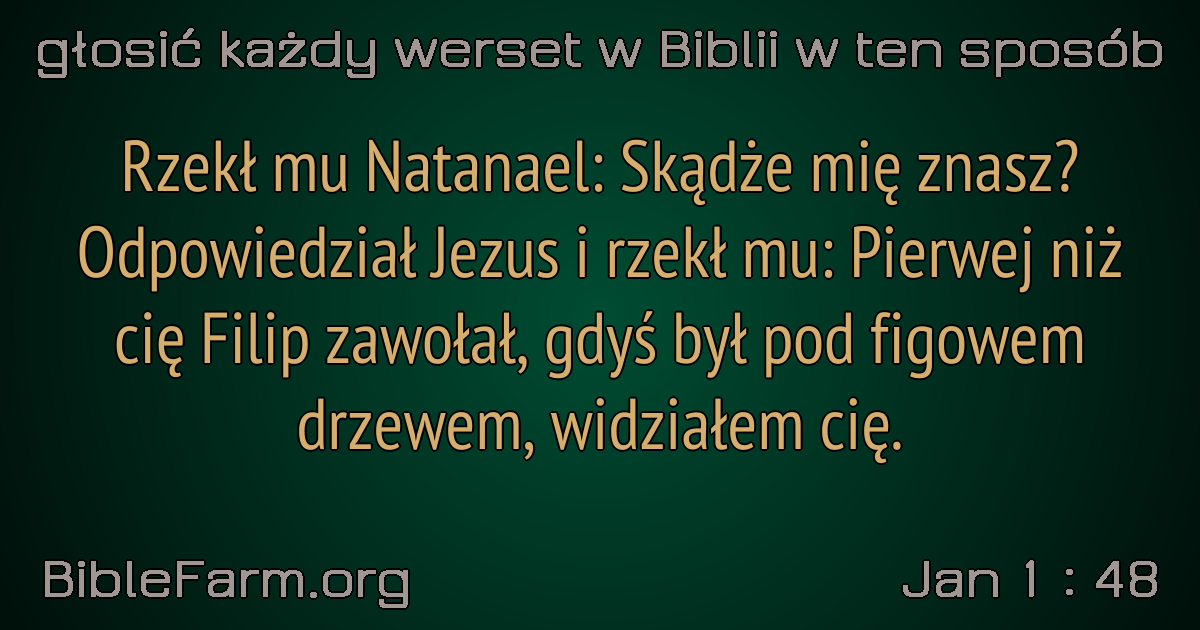 głosić każdy werset w Biblii w ten sposób
Rzekł mu Natanael: Skądże mię znasz?
Odpowiedział Jezus i rzekł mu: Pierwej niż
cię Filip zawołał, gdyś był pod figowem
drzewem, widziałem cię.
BibleFarm.org
Jan 1 : 48